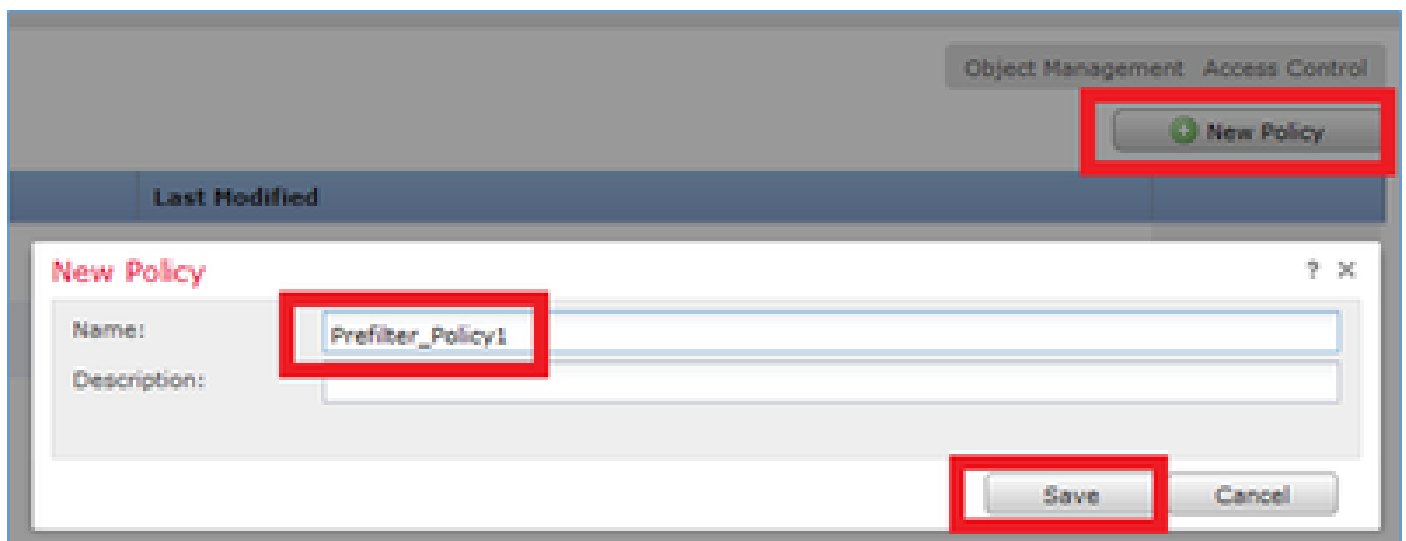 Object Management Access Control
New Policy
Last Modified
New Policy ? X
Name: Prefilter_Policy1
Description:
Save Cancel